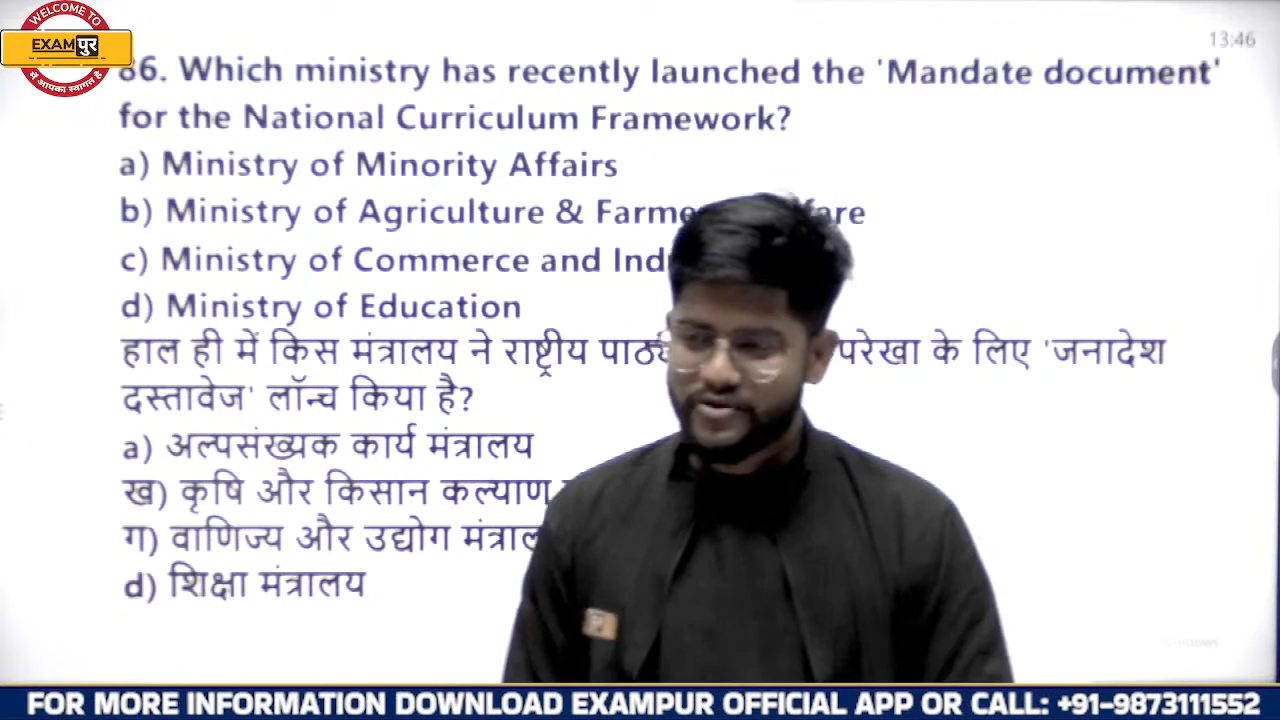 WELCOME TO
EXAMपुर
में आपका स्वागत है
13:46
86. Which ministry has recently launched the 'Mandate document'
for the National Curriculum Framework?
a) Ministry of Minority Affairs
b) Ministry of Agriculture &
c) Ministry of Commerce and
d) Ministry of Education
हाल ही में किस मंत्रालय ने राष्ट्रीय के लिए 'जनादेश
दस्तावेज' लॉन्च किया है?
a) अल्पसंख्यक कार्य मंत्रालय
ख) कृषि और किसान कल्याण
ग) वाणिज्य और उद्योग
d) शिक्षा मंत्रालय
FOR MORE INFORMATION DOWNLOAD EXAMPUR OFFICIAL APP OR CALL: +91-9873111552